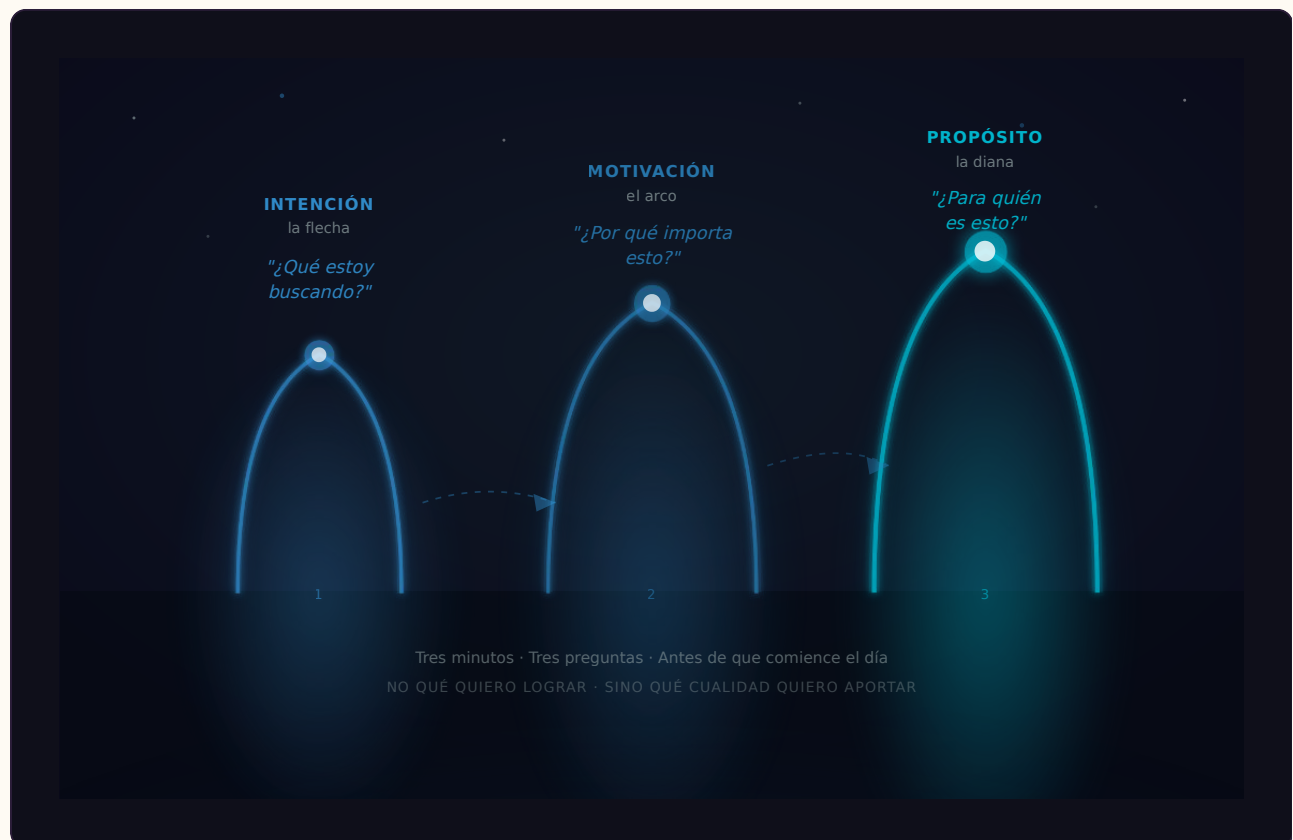 INTENCIÓN
la flecha
"¿Qué estoy
buscando?"
MOTIVACIÓN
el arco
"¿Por qué importa
esto?"
PROPÓSITO
la diana
"¿Para quién
es esto?"
1
2
3
Tres minutos · Tres preguntas · Antes de que comience el día
NO QUÉ QUIERO LOGRAR · SINO QUÉ CUALIDAD QUIERO APORTAR